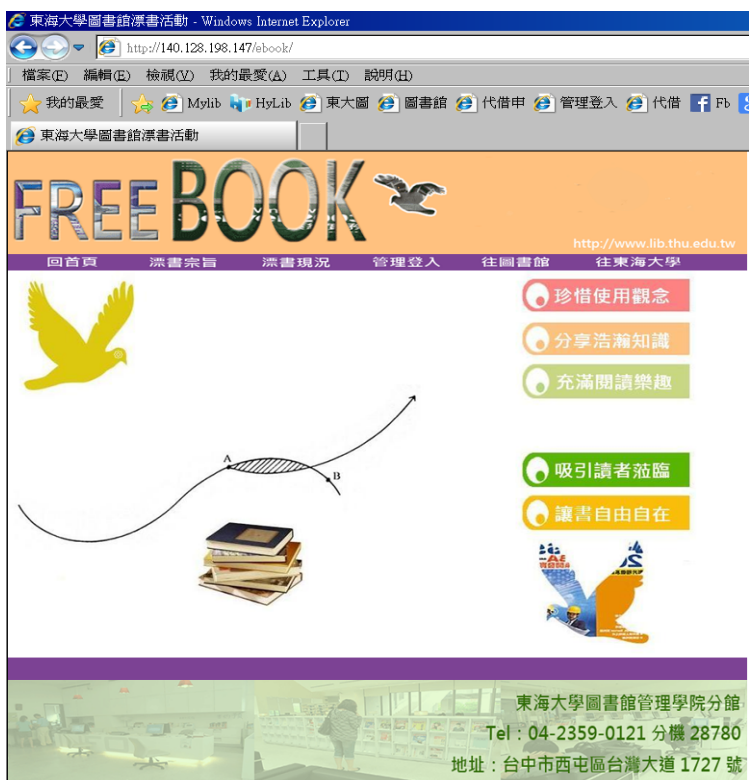 東海大學圖書館漂書活動 - Windows Internet Explorer
http://140.128.198.147/ebook/
檔案(F) 編輯(E) 檢視(V) 我的最愛(A) 工具(T) 說明(H)
我的最愛 Mylib HyLib 東大圖 圖書館 代借申 管理登入 代借 Fb
東海大學圖書館漂書活動
FREE BOOK
http://www.lib.thu.edu.tw
回首頁 漂書宗旨 漂書現況 管理登入 往圖書館 往東海大學
珍惜使用觀念
分享浩瀚知識
充滿閱讀樂趣
A
B
吸引讀者蒞臨
讓書自由自在
東海大學圖書館管理學院分館
Tel：04-2359-0121 分機 28780
地址：台中市西屯區台灣大道 1727 號